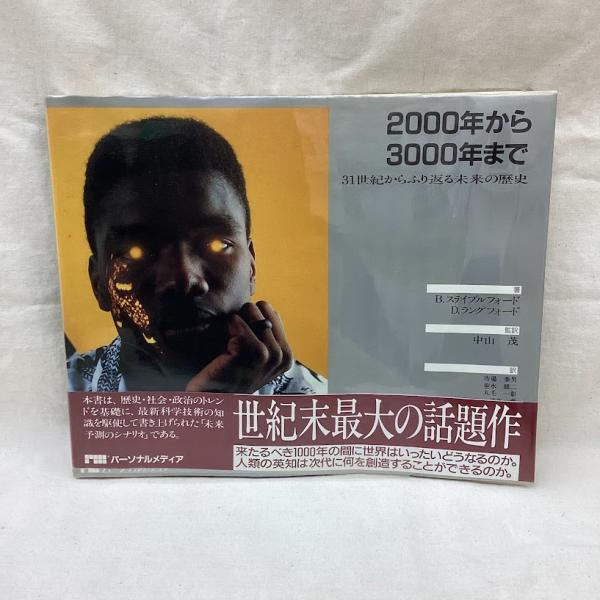 2000年から
3000年まで
31世紀からふり返る未来の歴史
著
B.ステイブルフォード
D.ラングフォード
監訳
中山 茂
訳
本書は、歴史・社会・政治のトレン
ドを基礎に、最新科学技術の知
識を駆使して書き上げられた「未来
予測のシナリオ」である。
パーソナルメディア
世紀末最大の話題作
来たるべき1000年の間に世界はいったいどうなるのか。
人類の英知は次代に何を創造することができるのか。